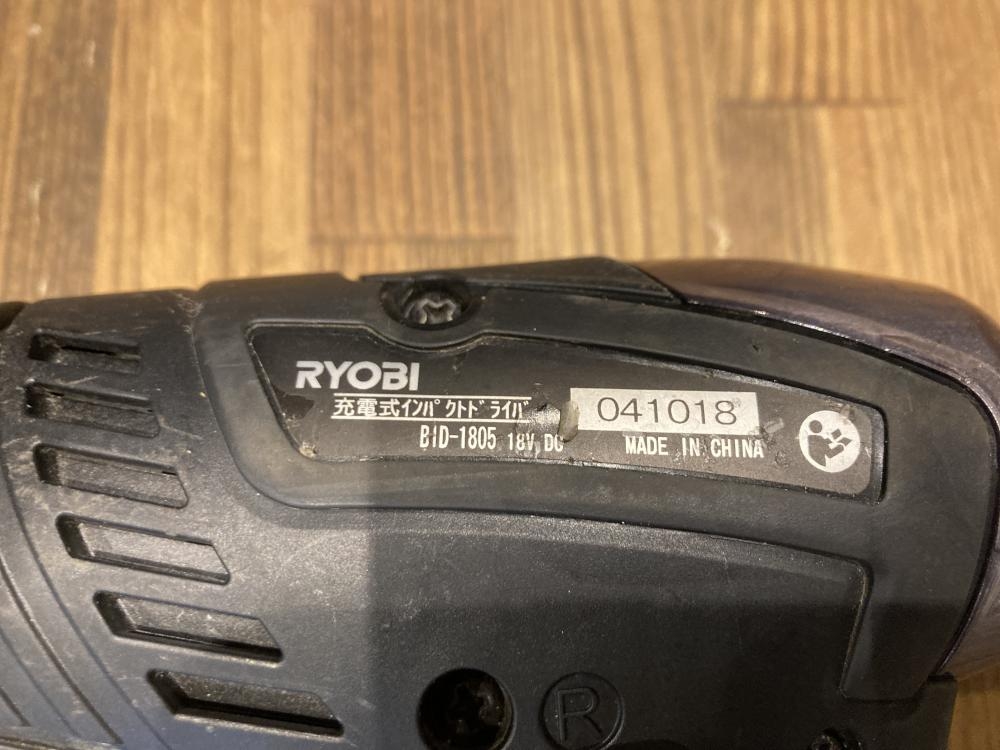 RYOBI
充電式インパクトドライバ
041018
BID-1805 18V DC
MADE IN CHINA
R